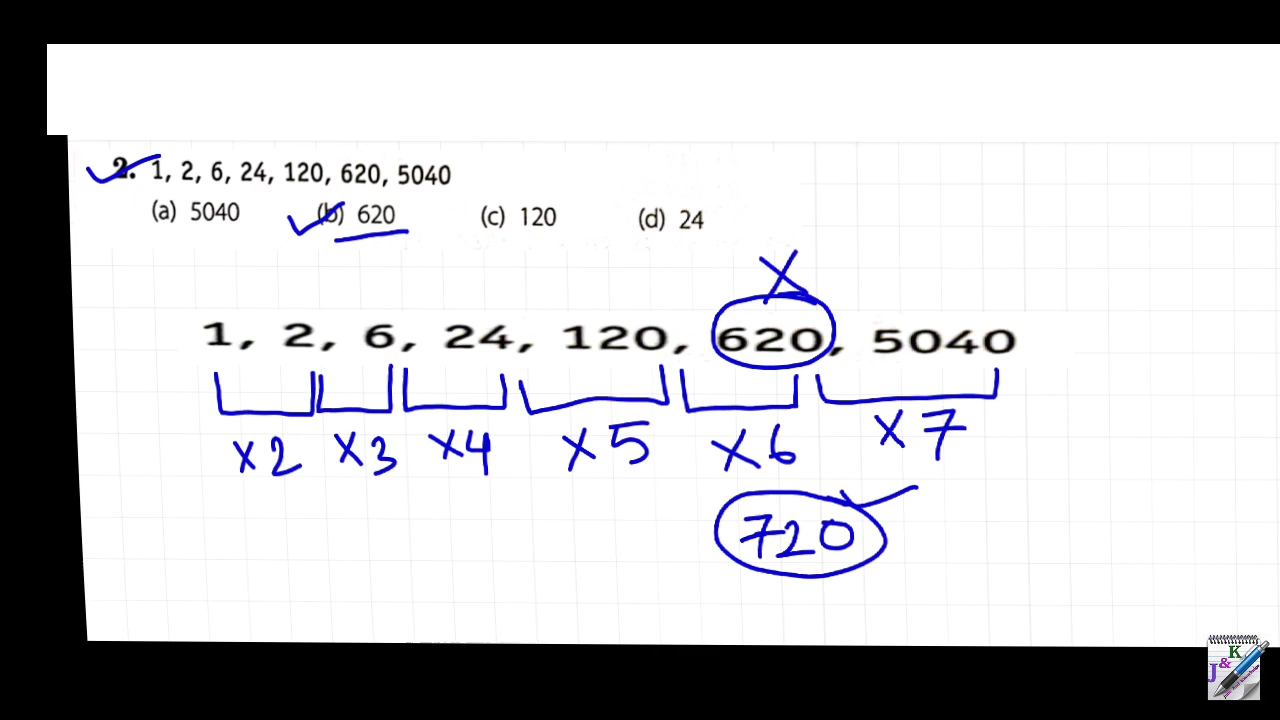 2. 1, 2, 6, 24, 120, 620, 5040
(a) 5040 (b) 620 (c) 120 (d) 24
X
1, 2, 6, 24, 120, 620, 5040
x2 x3 x4 x5 x6 x7
720
J&K